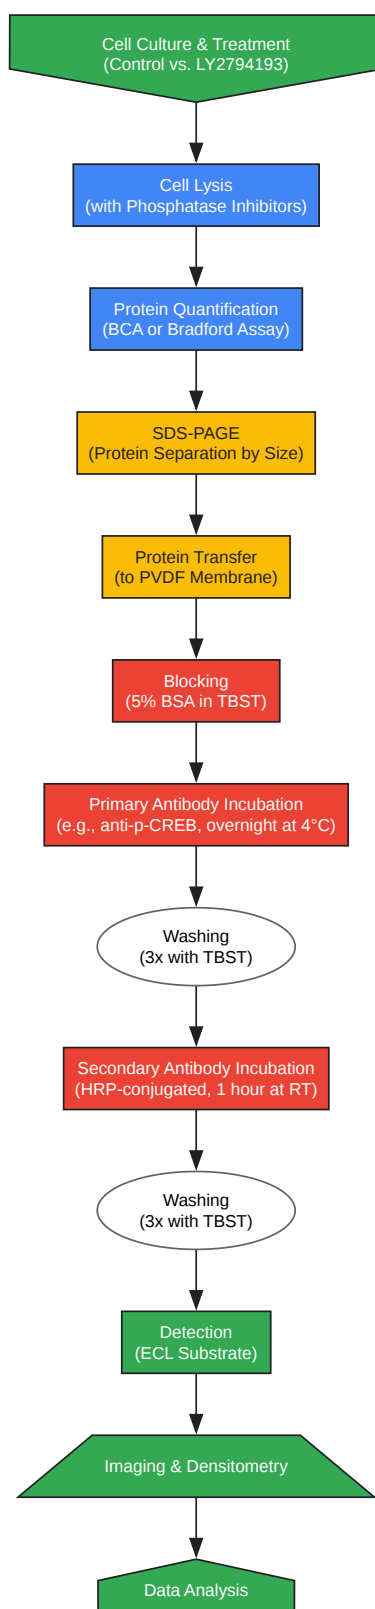 Cell Culture & Treatment
(Control vs. LY2794193)
Cell Lysis
(with Phosphatase Inhibitors)
Protein Quantification
(BCA or Bradford Assay)
SDS-PAGE
(Protein Separation by Size)
Protein Transfer
(to PVDF Membrane)
Blocking
(5% BSA in TBST)
Primary Antibody Incubation
(e.g., anti-p-CREB, overnight at 4°C)
Washing
(3x with TBST)
Secondary Antibody Incubation
(HRP-conjugated, 1 hour at RT)
Washing
(3x with TBST)
Detection
(ECL Substrate)
Imaging & Densitometry
Data Analysis